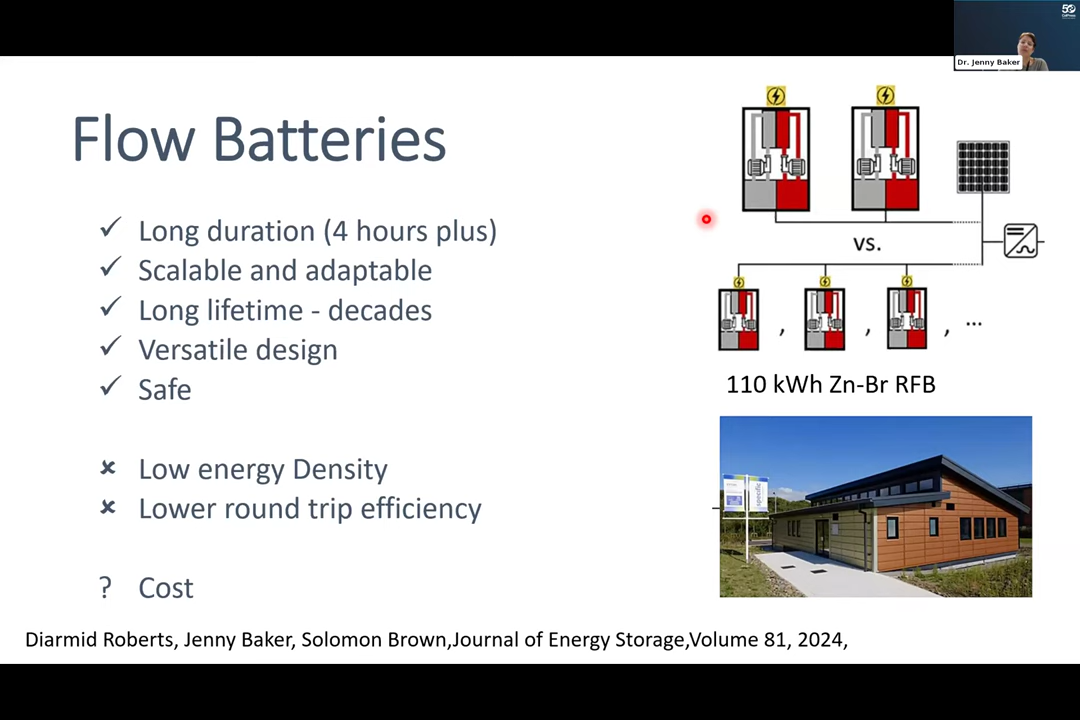 50
Dr. Jenny Baker
Flow Batteries
✓ Long duration (4 hours plus)
✓ Scalable and adaptable
✓ Long lifetime - decades
✓ Versatile design
✓ Safe
× Low energy Density
× Lower round trip efficiency
? Cost
vs.
, , , ...
110 kWh Zn-Br RFB
specific
Diarmid Roberts, Jenny Baker, Solomon Brown,Journal of Energy Storage,Volume 81, 2024,